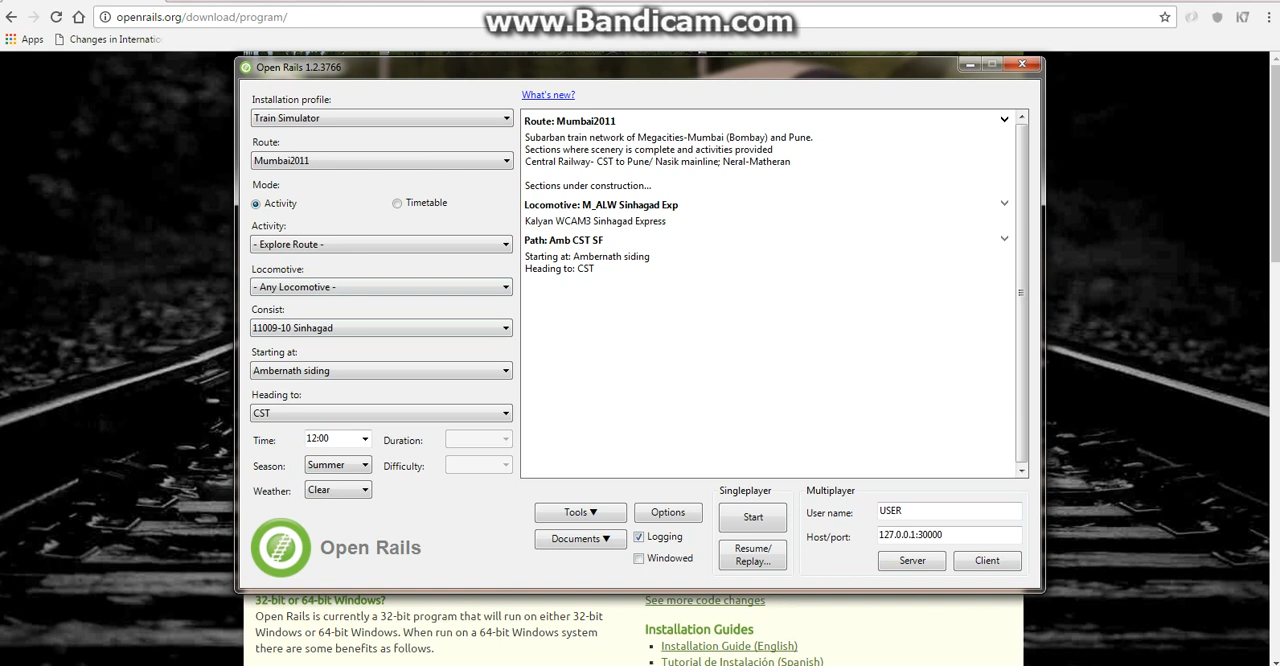 openrails.org/download/program/
www.Bandicam.com
Apps
Changes in Internatio
Open Rails 1.2.3766
Installation profile:
Train Simulator
Route:
Mumbai2011
Mode:
Activity
Timetable
Activity:
- Explore Route -
Locomotive:
- Any Locomotive -
Consist:
11009-10 Sinhagad
Starting at:
Ambernath siding
Heading to:
CST
Time:
12:00
Duration:
Season:
Summer
Difficulty:
Weather:
Clear
Open Rails
What's new?
Route: Mumbai2011
Subarban train network of Megacities-Mumbai (Bombay) and Pune.
Sections where scenery is complete and activities provided
Central Railway- CST to Pune/ Nasik mainline; Neral-Matheran
Sections under construction...
Locomotive: M_ALW Sinhagad Exp
Kalyan WCAM3 Sinhagad Express
Path: Amb CST SF
Starting at: Ambernath siding
Heading to: CST
Tools ▼
Options
Documents ▼
Logging
Windowed
Singleplayer
Start
Resume/
Replay...
Multiplayer
User name:
USER
Host/port:
127.0.0.1:30000
Server
Client
32-bit or 64-bit Windows?
Open Rails is currently a 32-bit program that will run on either 32-bit
Windows or 64-bit Windows. When run on a 64-bit Windows system
there are some benefits as follows.
See more code changes
Installation Guides
Installation Guide (English)
Tutorial de Instalación (Spanish)